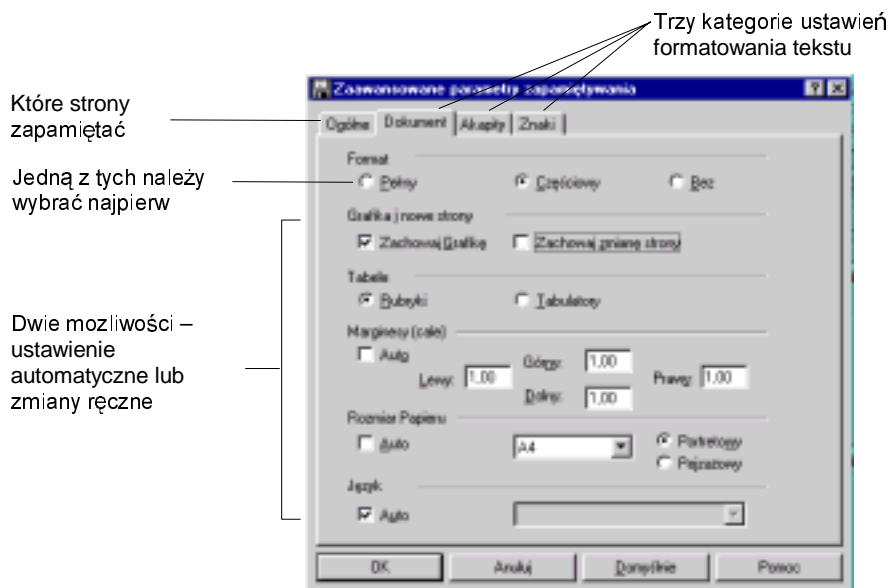 Trzy kategorie ustawień
formatowania tekstu
Które strony
zapamiętać
Jedną z tych należy
wybrać najpierw
Dwie mozliwości –
ustawienie
automatyczne lub
zmiany ręczne
Zaawansowane parametry zapamiętywania
Ogólne Dokument Akapity Znaki
Format
Pełny Częściowy Bez
Grafika i nowe strony
Zachowaj Grafikę Zachowaj zmianę strony
Tabele
Rubryki Tabulatory
Marginesy (cale)
Auto
Lewy: 1,00 Górny: 1,00 Prawy: 1,00
Dolny: 1,00
Rozmiar Papieru
Auto A4 Portretowy
Pejzażowy
Język
Auto
OK Anuluj Domyślnie Pomoc